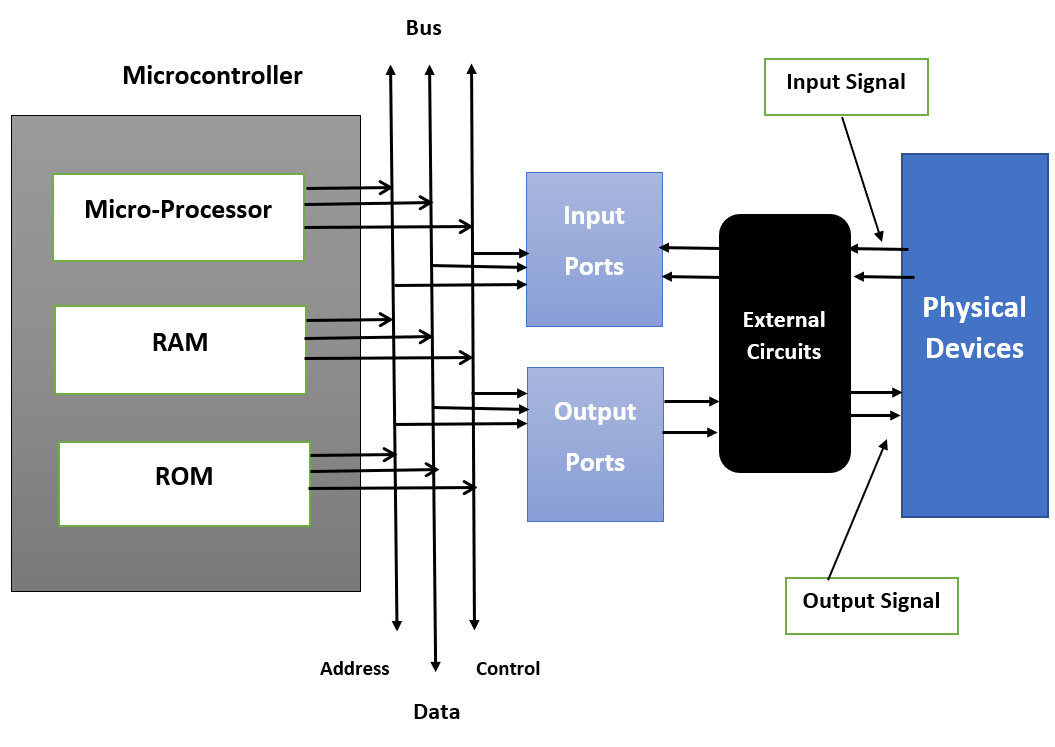 Bus
Microcontroller
Input Signal
Micro-Processor
Input
Ports
RAM
External
Circuits
Physical
Devices
Output
Ports
ROM
Output Signal
Address
Control
Data